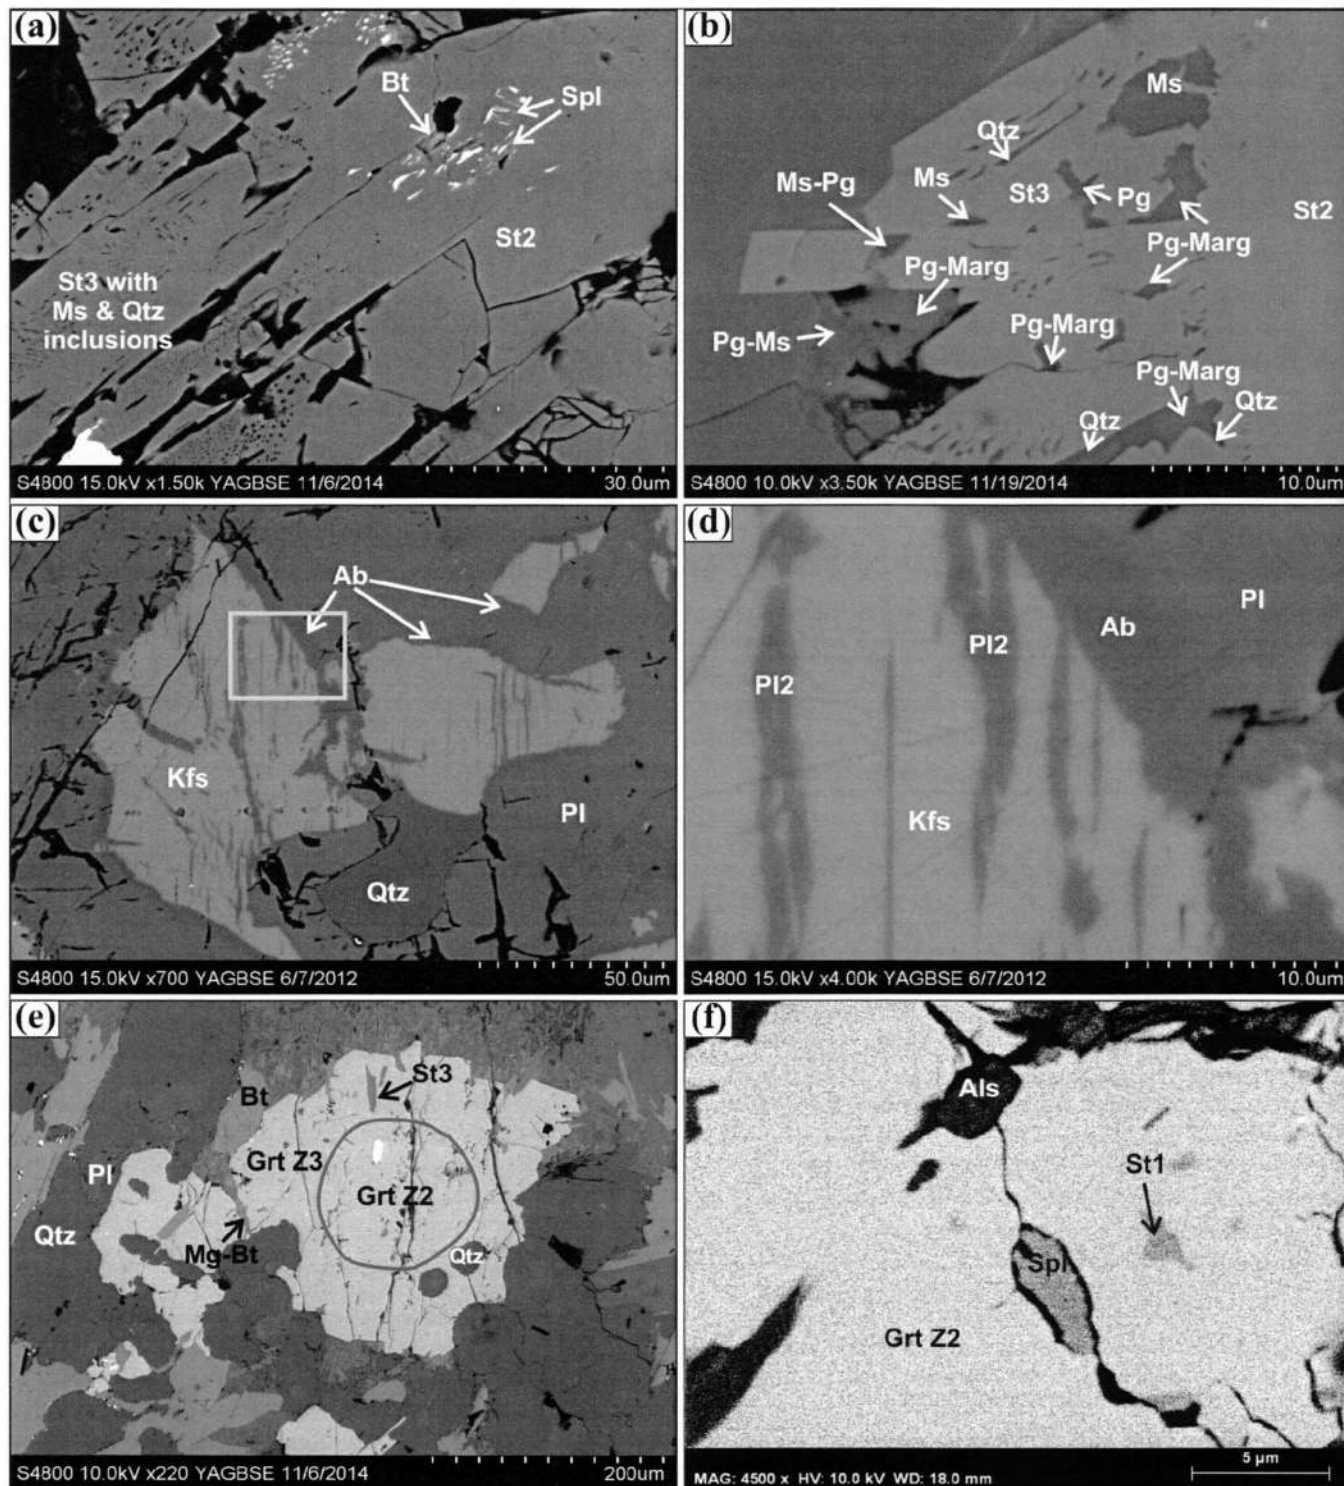 (a)
Bt
Spl
St2
St3 with
Ms & Qtz
inclusions
S4800 15.0kV x1.50k YAGBSE 11/6/2014
30.0um
(b)
Ms
Qtz
Ms-Pg
Ms
St3
Pg
St2
Pg-Marg
Pg-Marg
Pg-Ms
Pg-Marg
Pg-Marg
Qtz
Qtz
S4800 10.0kV x3.50k YAGBSE 11/19/2014
10.0um
(c)
Ab
Kfs
Pl
Qtz
S4800 15.0kV x700 YAGBSE 6/7/2012
50.0um
(d)
Pl
Ab
Pl2
Pl2
Kfs
S4800 15.0kV x4.00k YAGBSE 6/7/2012
10.0um
(e)
St3
Bt
Grt Z3
Pl
Grt Z2
Qtz
Mg-Bt
Qtz
S4800 10.0kV x220 YAGBSE 11/6/2014
200um
(f)
Als
St1
Spl
Grt Z2
MAG: 4500 x HV: 10.0 kV WD: 18.0 mm
5 µm